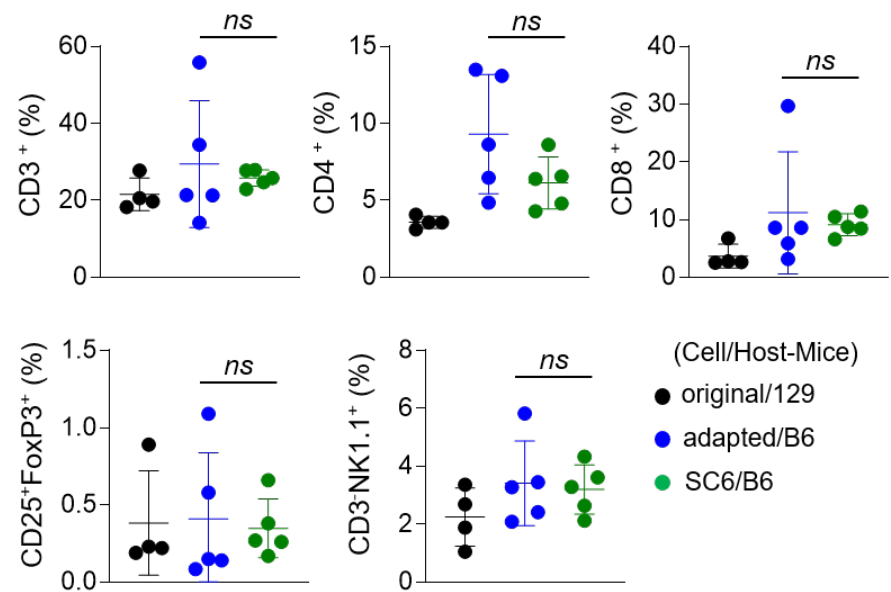 ns
ns
ns
CD3 + (%)
60
40
20
0
CD4 + (%)
15
10
5
0
CD8 + (%)
40
30
20
10
0
ns
ns
CD25+FoxP3+ (%)
1.5
1.0
0.5
0.0
CD3-NK1.1+ (%)
8
6
4
2
0
(Cell/Host-Mice)
original/129
adapted/B6
SC6/B6